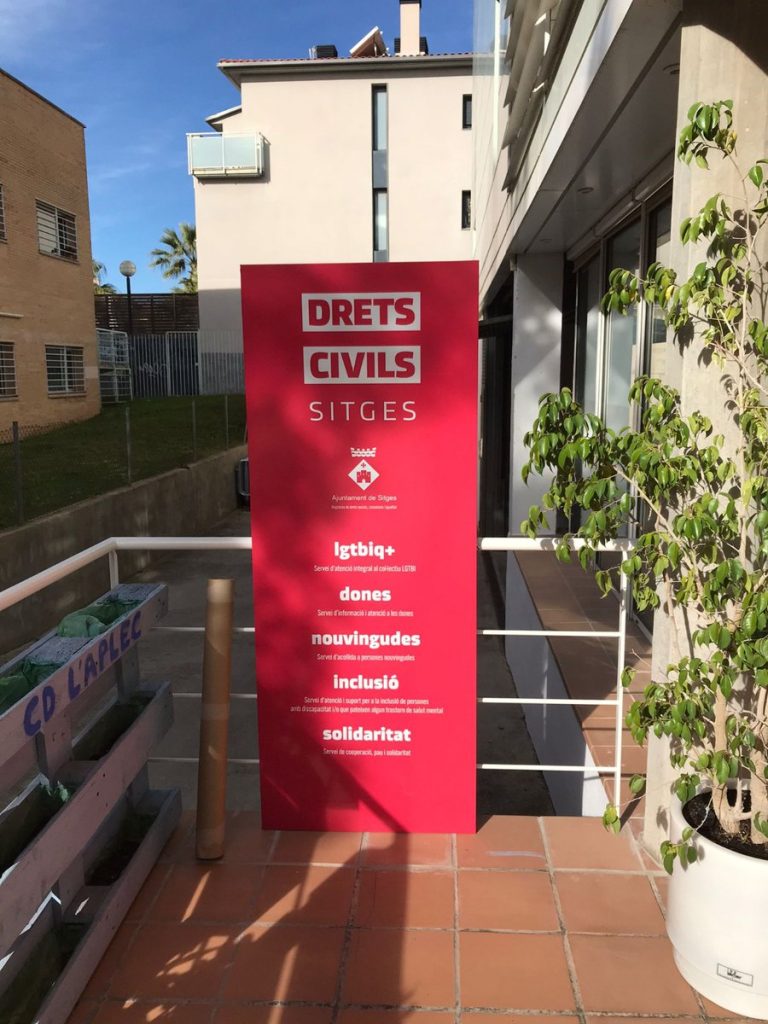 DRETS
CIVILS
SITGES
Ajuntament de Sitges
lgtbiq+
Servei d'atenció integral al col·lectiu LGTBI
dones
Servei d'informació i atenció a les dones
nouvingudes
Servei d'acollida a persones nouvingudes
inclusió
Servei d'atenció i suport per a la inclusió de persones
amb discapacitat i/o que pateixen algun trastorn de salut mental
solidaritat
Servei de cooperació, pau i solidaritat
CD L'APLEC